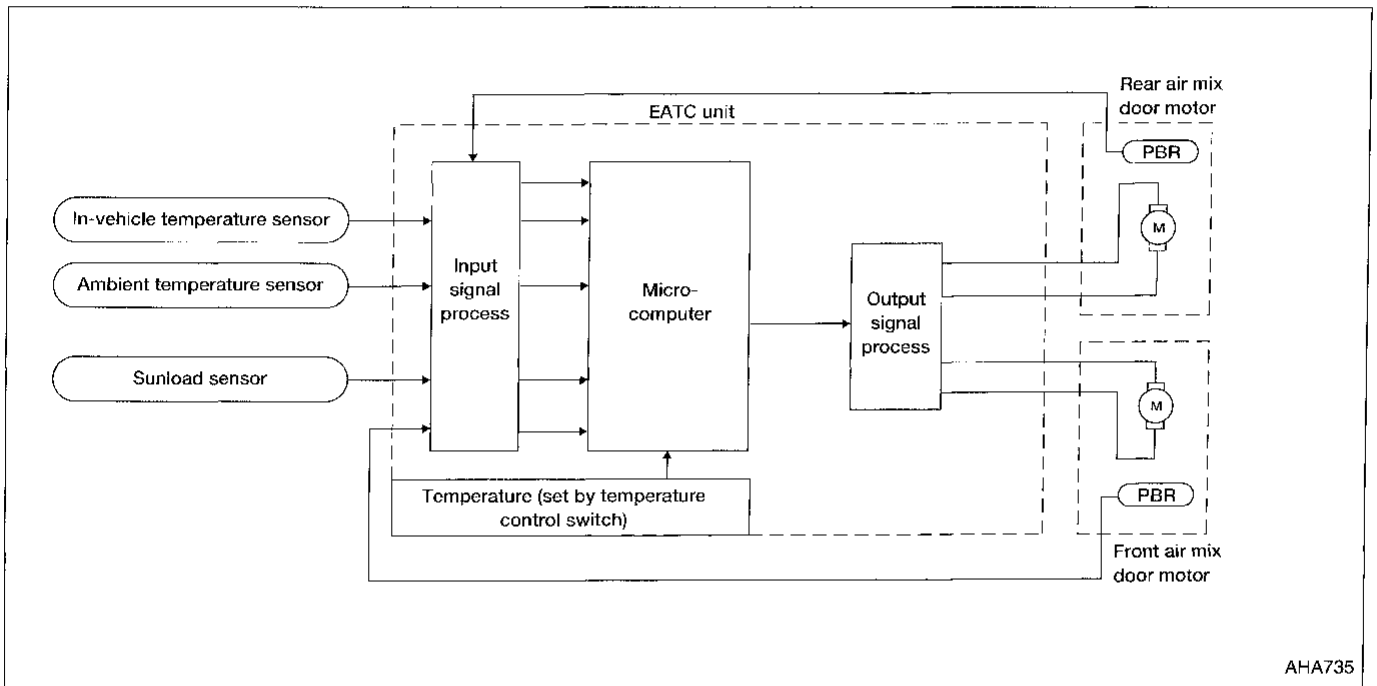 Rear air mix
door motor
EATC unit
PBR
In-vehicle temperature sensor
M
Ambient temperature sensor
Input
signal
process
Micro-
computer
Output
signal
process
Sunload sensor
M
Temperature (set by temperature
control switch)
PBR
Front air mix
door motor
AHA735